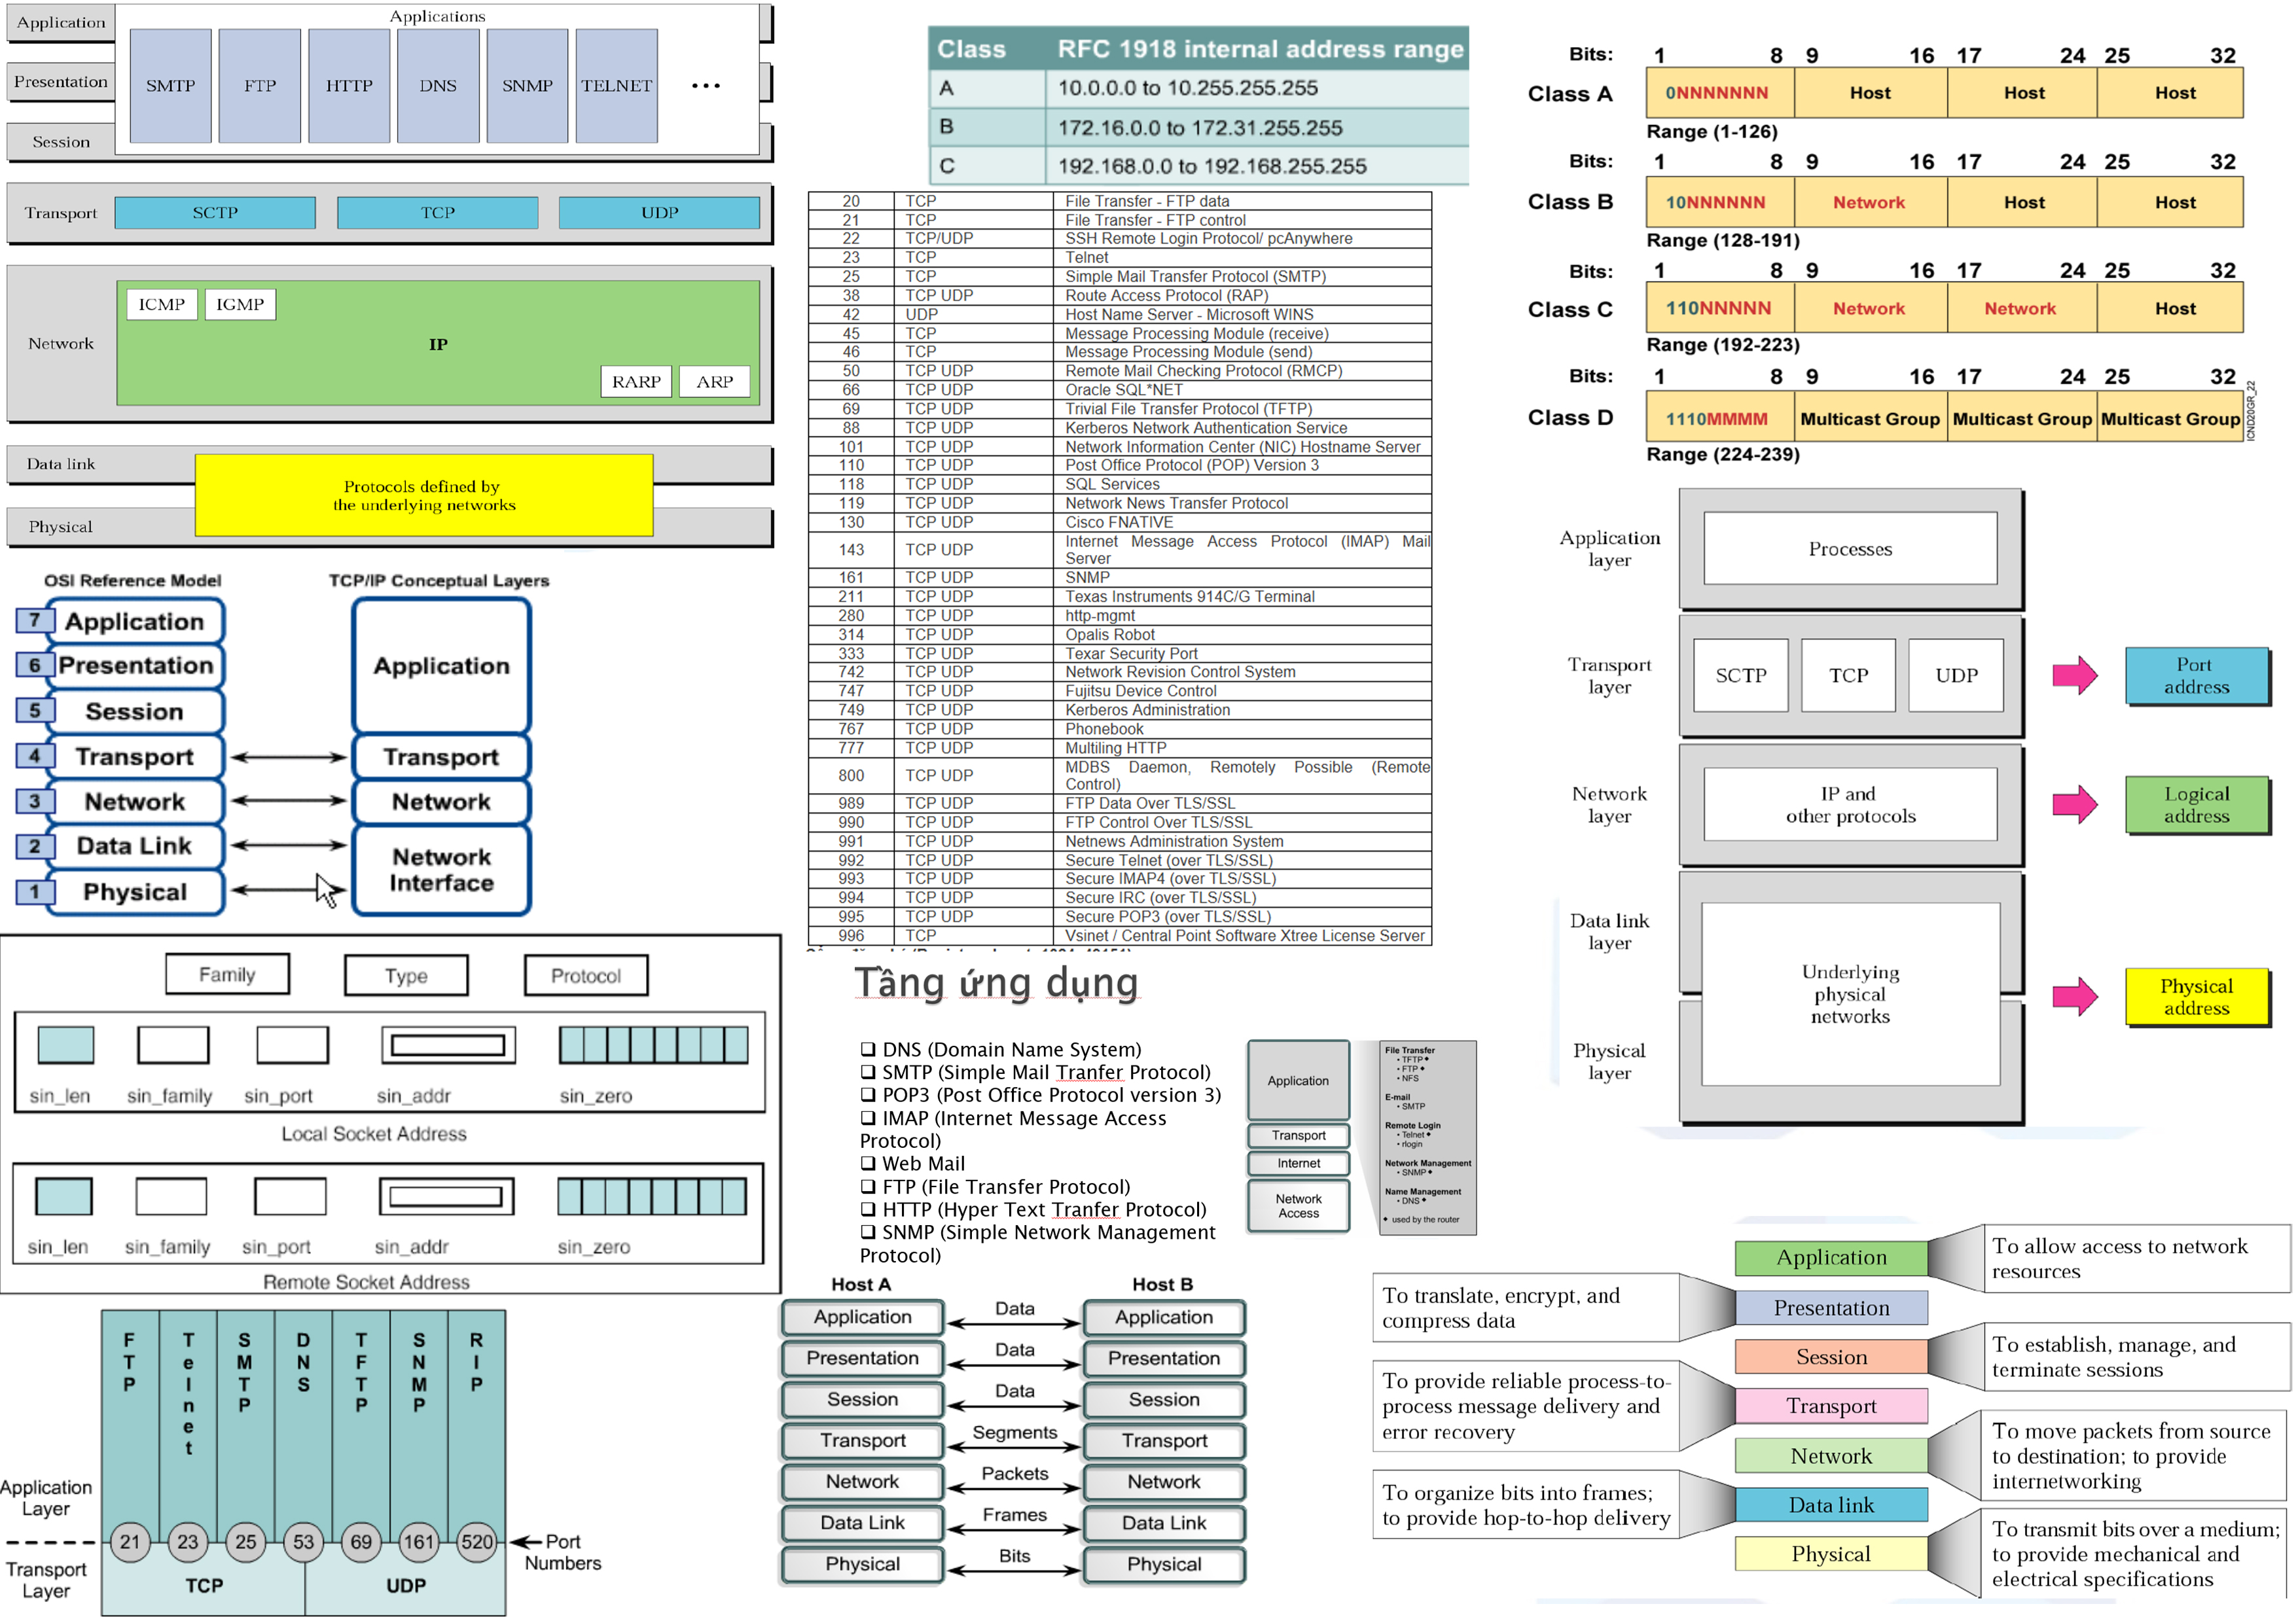 Application
Applications
SMTP FTP HTTP DNS SNMP TELNET ...
Presentation
Session
Transport
SCTP TCP UDP
Network
ICMP IGMP
IP
RARP ARP
Data link
Protocols defined by
the underlying networks
Physical
OSI Reference Model
TCP/IP Conceptual Layers
7 Application
6 Presentation
5 Session
4 Transport
3 Network
2 Data Link
1 Physical
Application
Transport
Network
Network
Interface
Family Type Protocol
sin_len sin_family sin_port sin_addr sin_zero
Local Socket Address
sin_len sin_family sin_port sin_addr sin_zero
Remote Socket Address
FTP
Telnet
SMTP
DNS
TFTP
SNMP
RIP
Application
Layer
21 23 25 53 69 161 520
Port
Numbers
Transport
Layer
TCP UDP
Class RFC 1918 internal address range
A 10.0.0.0 to 10.255.255.255
B 172.16.0.0 to 172.31.255.255
C 192.168.0.0 to 192.168.255.255
20 TCP File Transfer - FTP data
21 TCP File Transfer - FTP control
22 TCP/UDP SSH Remote Login Protocol/ pcAnywhere
23 TCP Telnet
25 TCP Simple Mail Transfer Protocol (SMTP)
38 TCP UDP Route Access Protocol (RAP)
42 UDP Host Name Server - Microsoft WINS
45 TCP Message Processing Module (receive)
46 TCP Message Processing Module (send)
50 TCP UDP Remote Mail Checking Protocol (RMCP)
66 TCP UDP Oracle SQL*NET
69 TCP UDP Trivial File Transfer Protocol (TFTP)
88 TCP UDP Kerberos Network Authentication Service
101 TCP UDP Network Information Center (NIC) Hostname Server
110 TCP UDP Post Office Protocol (POP) Version 3
118 TCP UDP SQL Services
119 TCP UDP Network News Transfer Protocol
130 TCP UDP Cisco FNATIVE
143 TCP UDP Internet Message Access Protocol (IMAP) Mail
Server
161 TCP UDP SNMP
211 TCP UDP Texas Instruments 914C/G Terminal
280 TCP UDP http-mgmt
314 TCP UDP Opalis Robot
333 TCP UDP Texar Security Port
742 TCP UDP Network Revision Control System
747 TCP UDP Fujitsu Device Control
749 TCP UDP Kerberos Administration
767 TCP UDP Phonebook
777 TCP UDP Multiling HTTP
800 TCP UDP MDBS Daemon, Remotely Possible (Remote
Control)
989 TCP UDP FTP Data Over TLS/SSL
990 TCP UDP FTP Control Over TLS/SSL
991 TCP UDP Netnews Administration System
992 TCP UDP Secure Telnet (over TLS/SSL)
993 TCP UDP Secure IMAP4 (over TLS/SSL)
994 TCP UDP Secure IRC (over TLS/SSL)
995 TCP UDP Secure POP3 (over TLS/SSL)
996 TCP Vsinet / Central Point Software Xtree License Server
Tầng ứng dụng
❑ DNS (Domain Name System)
❑ SMTP (Simple Mail Tranfer Protocol)
❑ POP3 (Post Office Protocol version 3)
❑ IMAP (Internet Message Access
Protocol)
❑ Web Mail
❑ FTP (File Transfer Protocol)
❑ HTTP (Hyper Text Tranfer Protocol)
❑ SNMP (Simple Network Management
Protocol)
Application
Transport
Internet
Network
Access
File Transfer
• TFTP ◆
• FTP ◆
• NFS
E-mail
• SMTP
Remote Login
• Telnet ◆
• rlogin
Network Management
• SNMP ◆
Name Management
• DNS ◆
◆ used by the router
Host A Host B
Application Data Application
Presentation Data Presentation
Session Data Session
Transport Segments Transport
Network Packets Network
Data Link Frames Data Link
Physical Bits Physical
Bits: 1 8 9 16 17 24 25 32
Class A 0NNNNNNN Host Host Host
Range (1-126)
Bits: 1 8 9 16 17 24 25 32
Class B 10NNNNNN Network Host Host
Range (128-191)
Bits: 1 8 9 16 17 24 25 32
Class C 110NNNNN Network Network Host
Range (192-223)
Bits: 1 8 9 16 17 24 25 32
Class D 1110MMMM Multicast Group Multicast Group Multicast Group
Range (224-239)
ICND20GR_22
Application
layer
Processes
Transport
layer
SCTP TCP UDP
Port
address
Network
layer
IP and
other protocols
Logical
address
Data link
layer
Underlying
physical
networks
Physical
address
Physical
layer
Application
To allow access to network
resources
To translate, encrypt, and
compress data
Presentation
Session
To establish, manage, and
terminate sessions
To provide reliable process-to-
process message delivery and
error recovery
Transport
Network
To move packets from source
to destination; to provide
internetworking
To organize bits into frames;
to provide hop-to-hop delivery
Data link
Physical
To transmit bits over a medium;
to provide mechanical and
electrical specifications